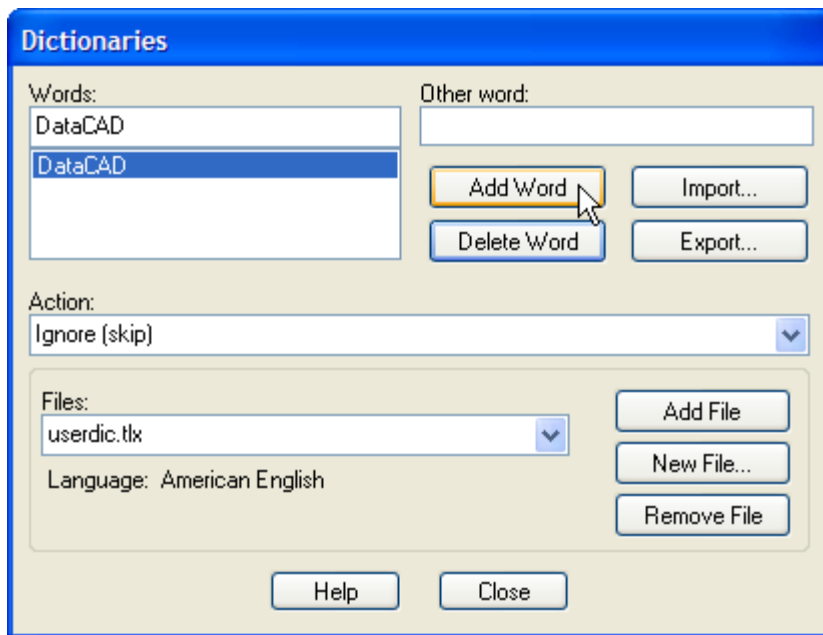 Dictionaries
Words:
Other word:
DataCAD
DataCAD
Add Word
Import...
Delete Word
Export...
Action:
Ignore (skip)
Files:
Add File
userdic.tlx
New File...
Language: American English
Remove File
Help
Close